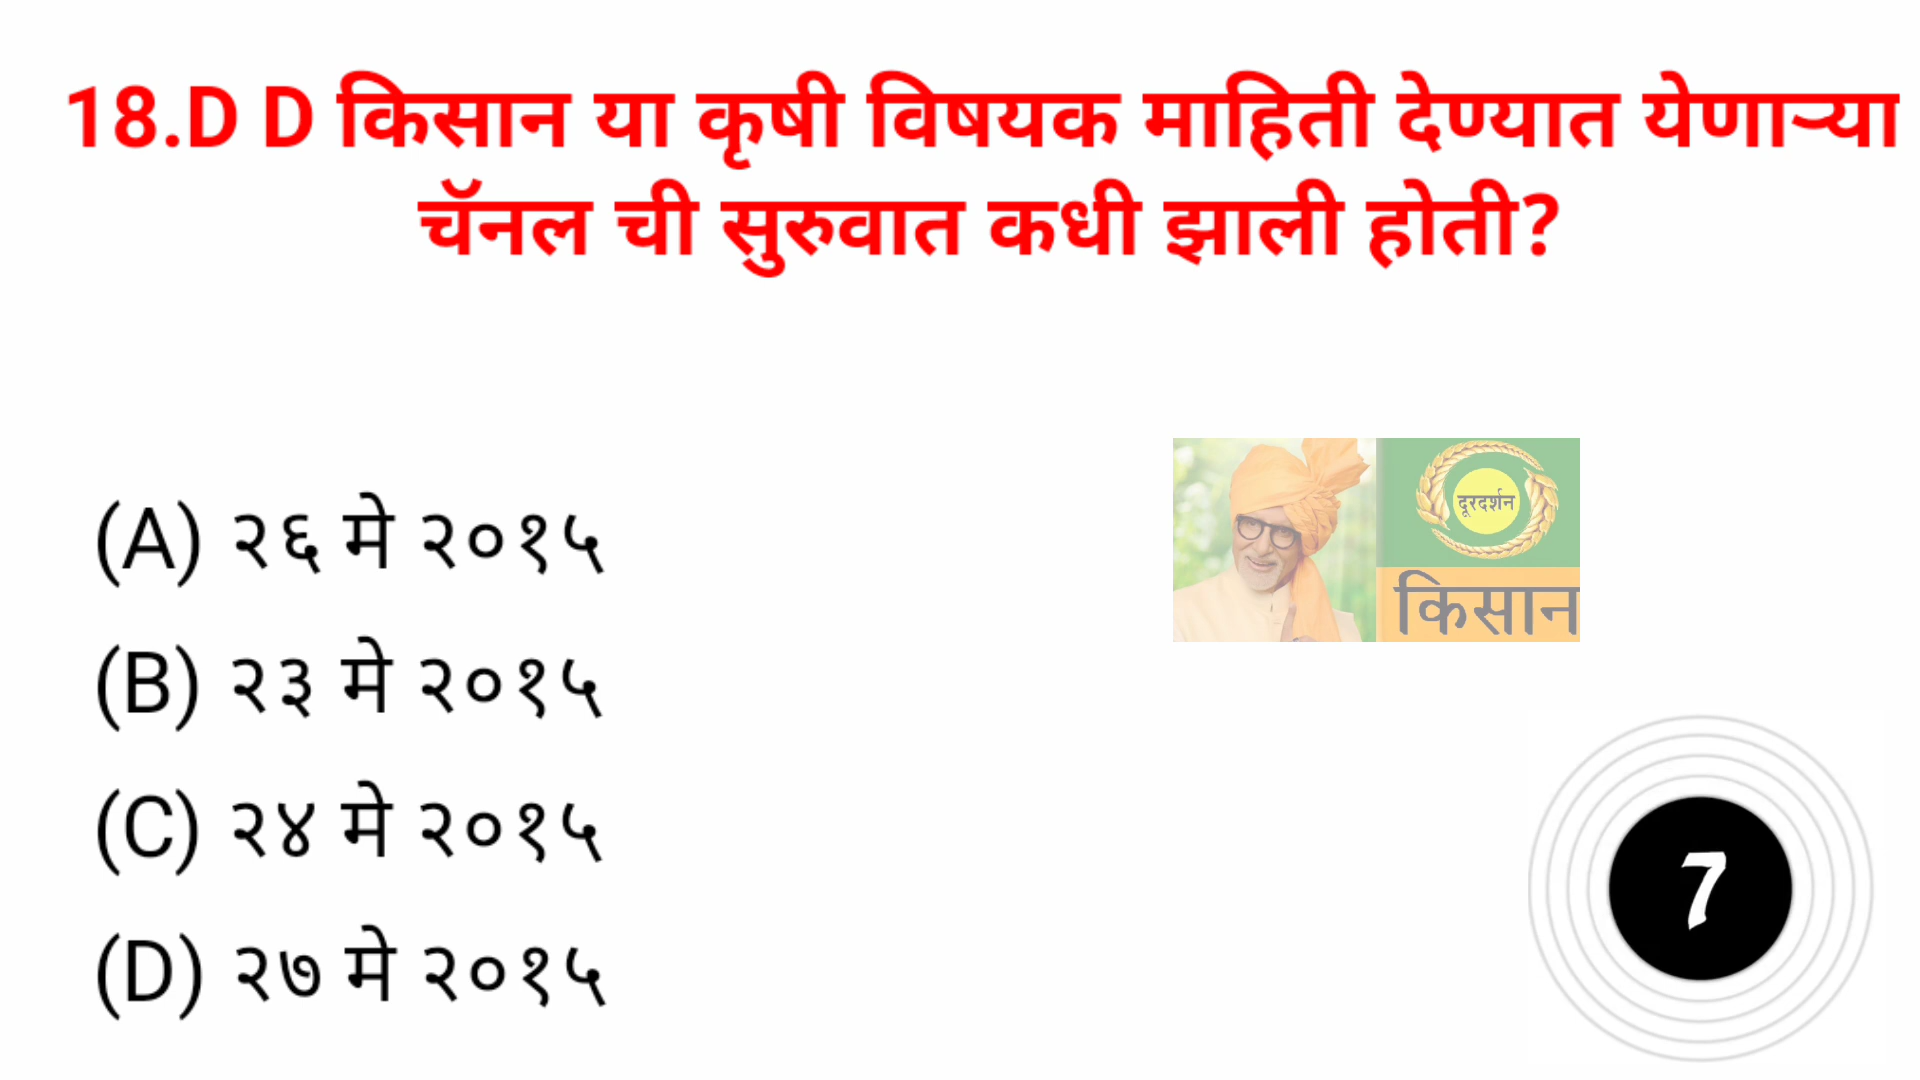 18.D D किसान या कृषी विषयक माहिती देण्यात येणाऱ्या
चॅनल ची सुरुवात कधी झाली होती?
दूरदर्शन
किसान
(A) २६ मे २०१५
(B) २३ मे २०१५
(C) २४ मे २०१५
(D) २७ मे २०१५
7